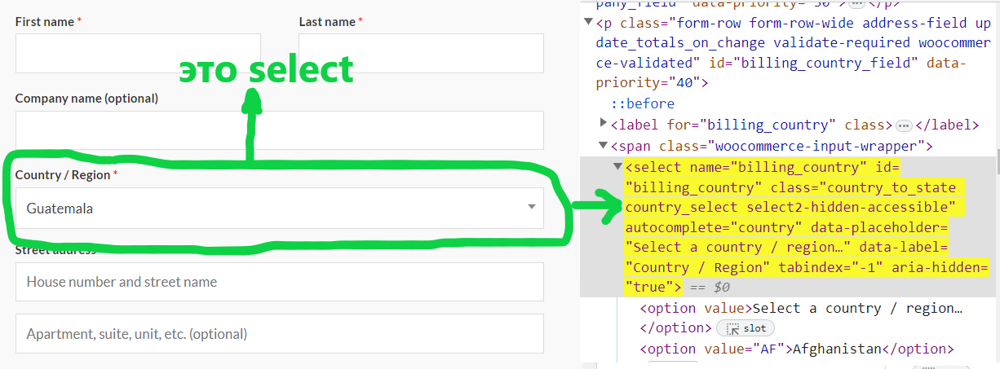 First name *
Last name *
это select
Company name (optional)
Country / Region *
Guatemala
Street address
House number and street name
Apartment, suite, unit, etc. (optional)
pany_field" data-priority="30"> ⋯ </p>
<p class="form-row form-row-wide address-field up
date_totals_on_change validate-required woocommer
ce-validated" id="billing_country_field" data-
priority="40">
::before
<label for="billing_country" class> ⋯ </label>
<span class="woocommerce-input-wrapper">
<select name="billing_country" id=
"billing_country" class="country_to_state
country_select select2-hidden-accessible"
autocomplete="country" data-placeholder=
"Select a country / region…" data-label=
"Country / Region" tabindex="-1" aria-hidden=
"true"> == $0
<option value>Select a country / region…
</option> slot
<option value="AF">Afghanistan</option>